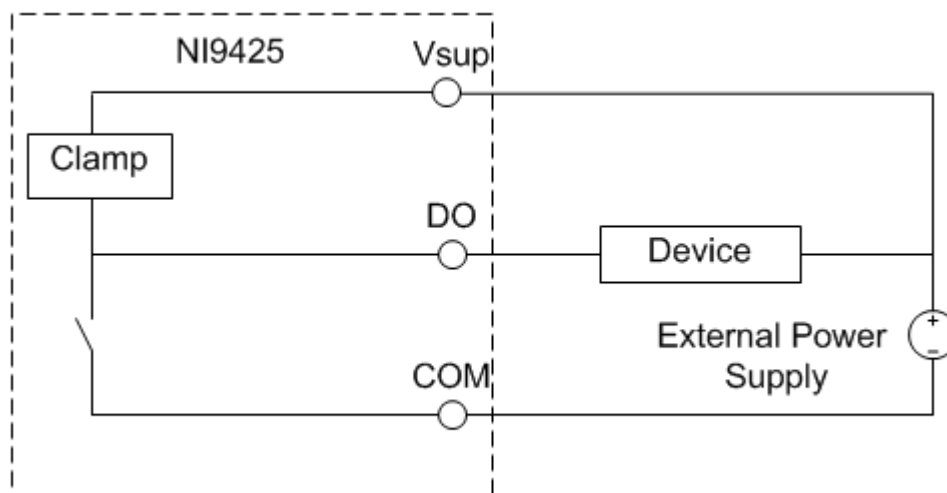 NI9425
Vsup
Clamp
DO
Device
External Power
Supply
COM
+
−